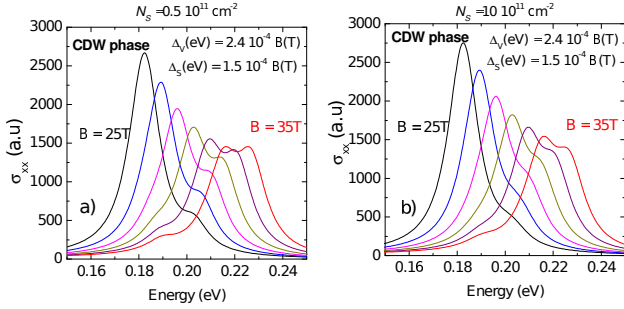 N_S =0.5 10^11 cm^-2
CDW phase
Δ_V(eV) = 2.4 10^-4 B(T)
Δ_S(eV) = 1.5 10^-4 B(T)
B = 25T
B = 35T
a)
σ_xx (a.u)
3000
2500
2000
1500
1000
500
0
0.16 0.18 0.20 0.22 0.24
Energy (eV)
N_S =10 10^11 cm^-2
CDW phase
Δ_V(eV) = 2.4 10^-4 B(T)
Δ_S(eV) = 1.5 10^-4 B(T)
B = 25T
B = 35T
b)
σ_xx (a.u)
3000
2500
2000
1500
1000
500
0
0.16 0.18 0.20 0.22 0.24
Energy (eV)